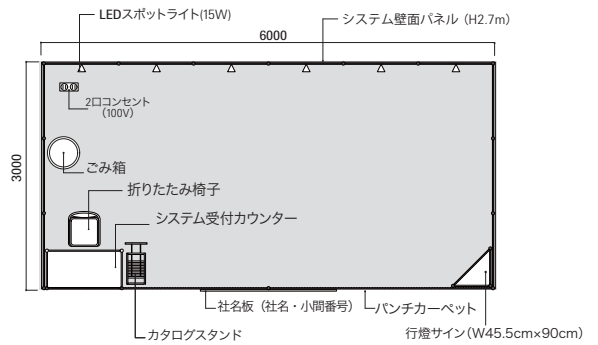 LEDスポットライト(15W)
システム壁面パネル（H2.7m）
6000
2口コンセント
（100V）
3000
ごみ箱
折りたたみ椅子
システム受付カウンター
社名板（社名・小間番号）
パンチカーペット
カタログスタンド
行燈サイン（W45.5cm×90cm）